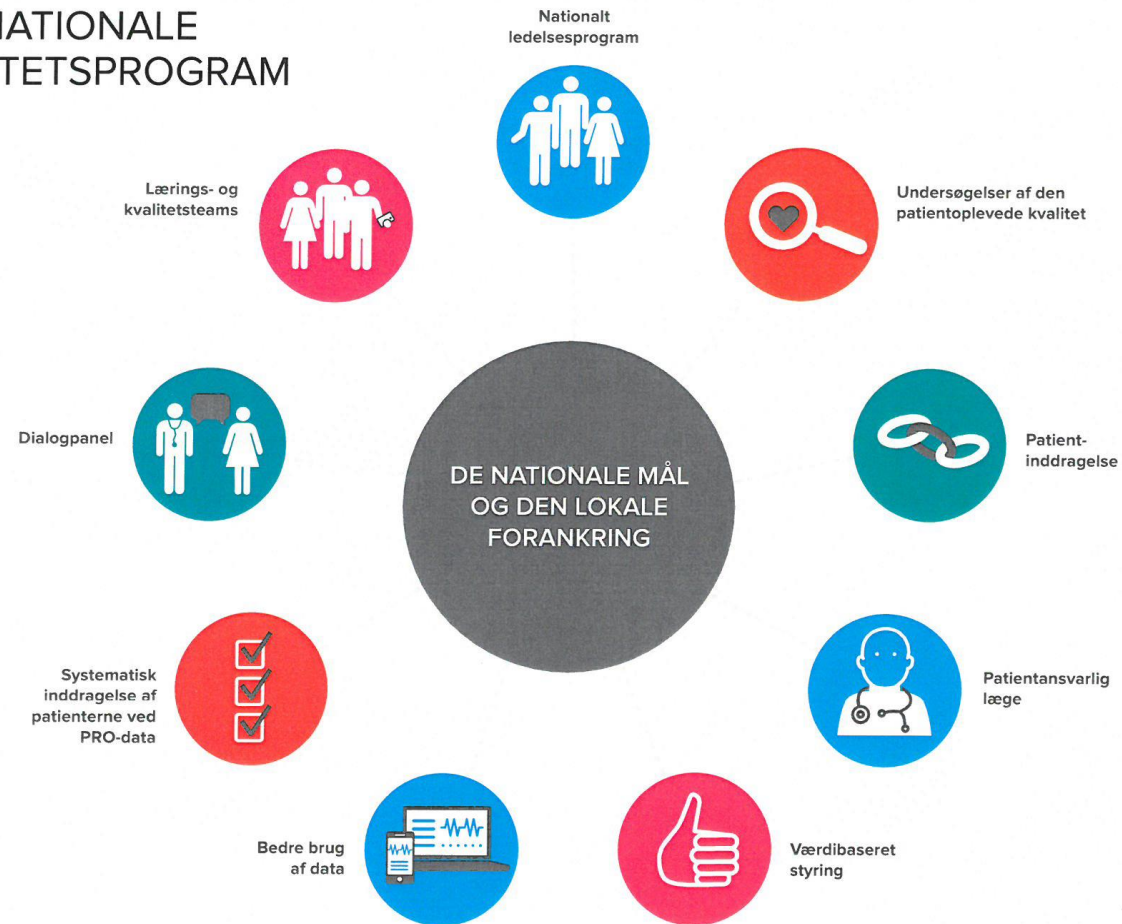 NATIONALE
TETSPROGRAM
Nationalt
ledelsesprogram
Undersøgelser af den
patientoplevede kvalitet
Patient-
inddragelse
Patientansvarlig
læge
Værdibaseret
styring
Bedre brug
af data
Systematisk
inddragelse af
patienterne ved
PRO-data
Dialogpanel
Lærings- og
kvalitetsteams
DE NATIONALE MÅL
OG DEN LOKALE
FORANKRING